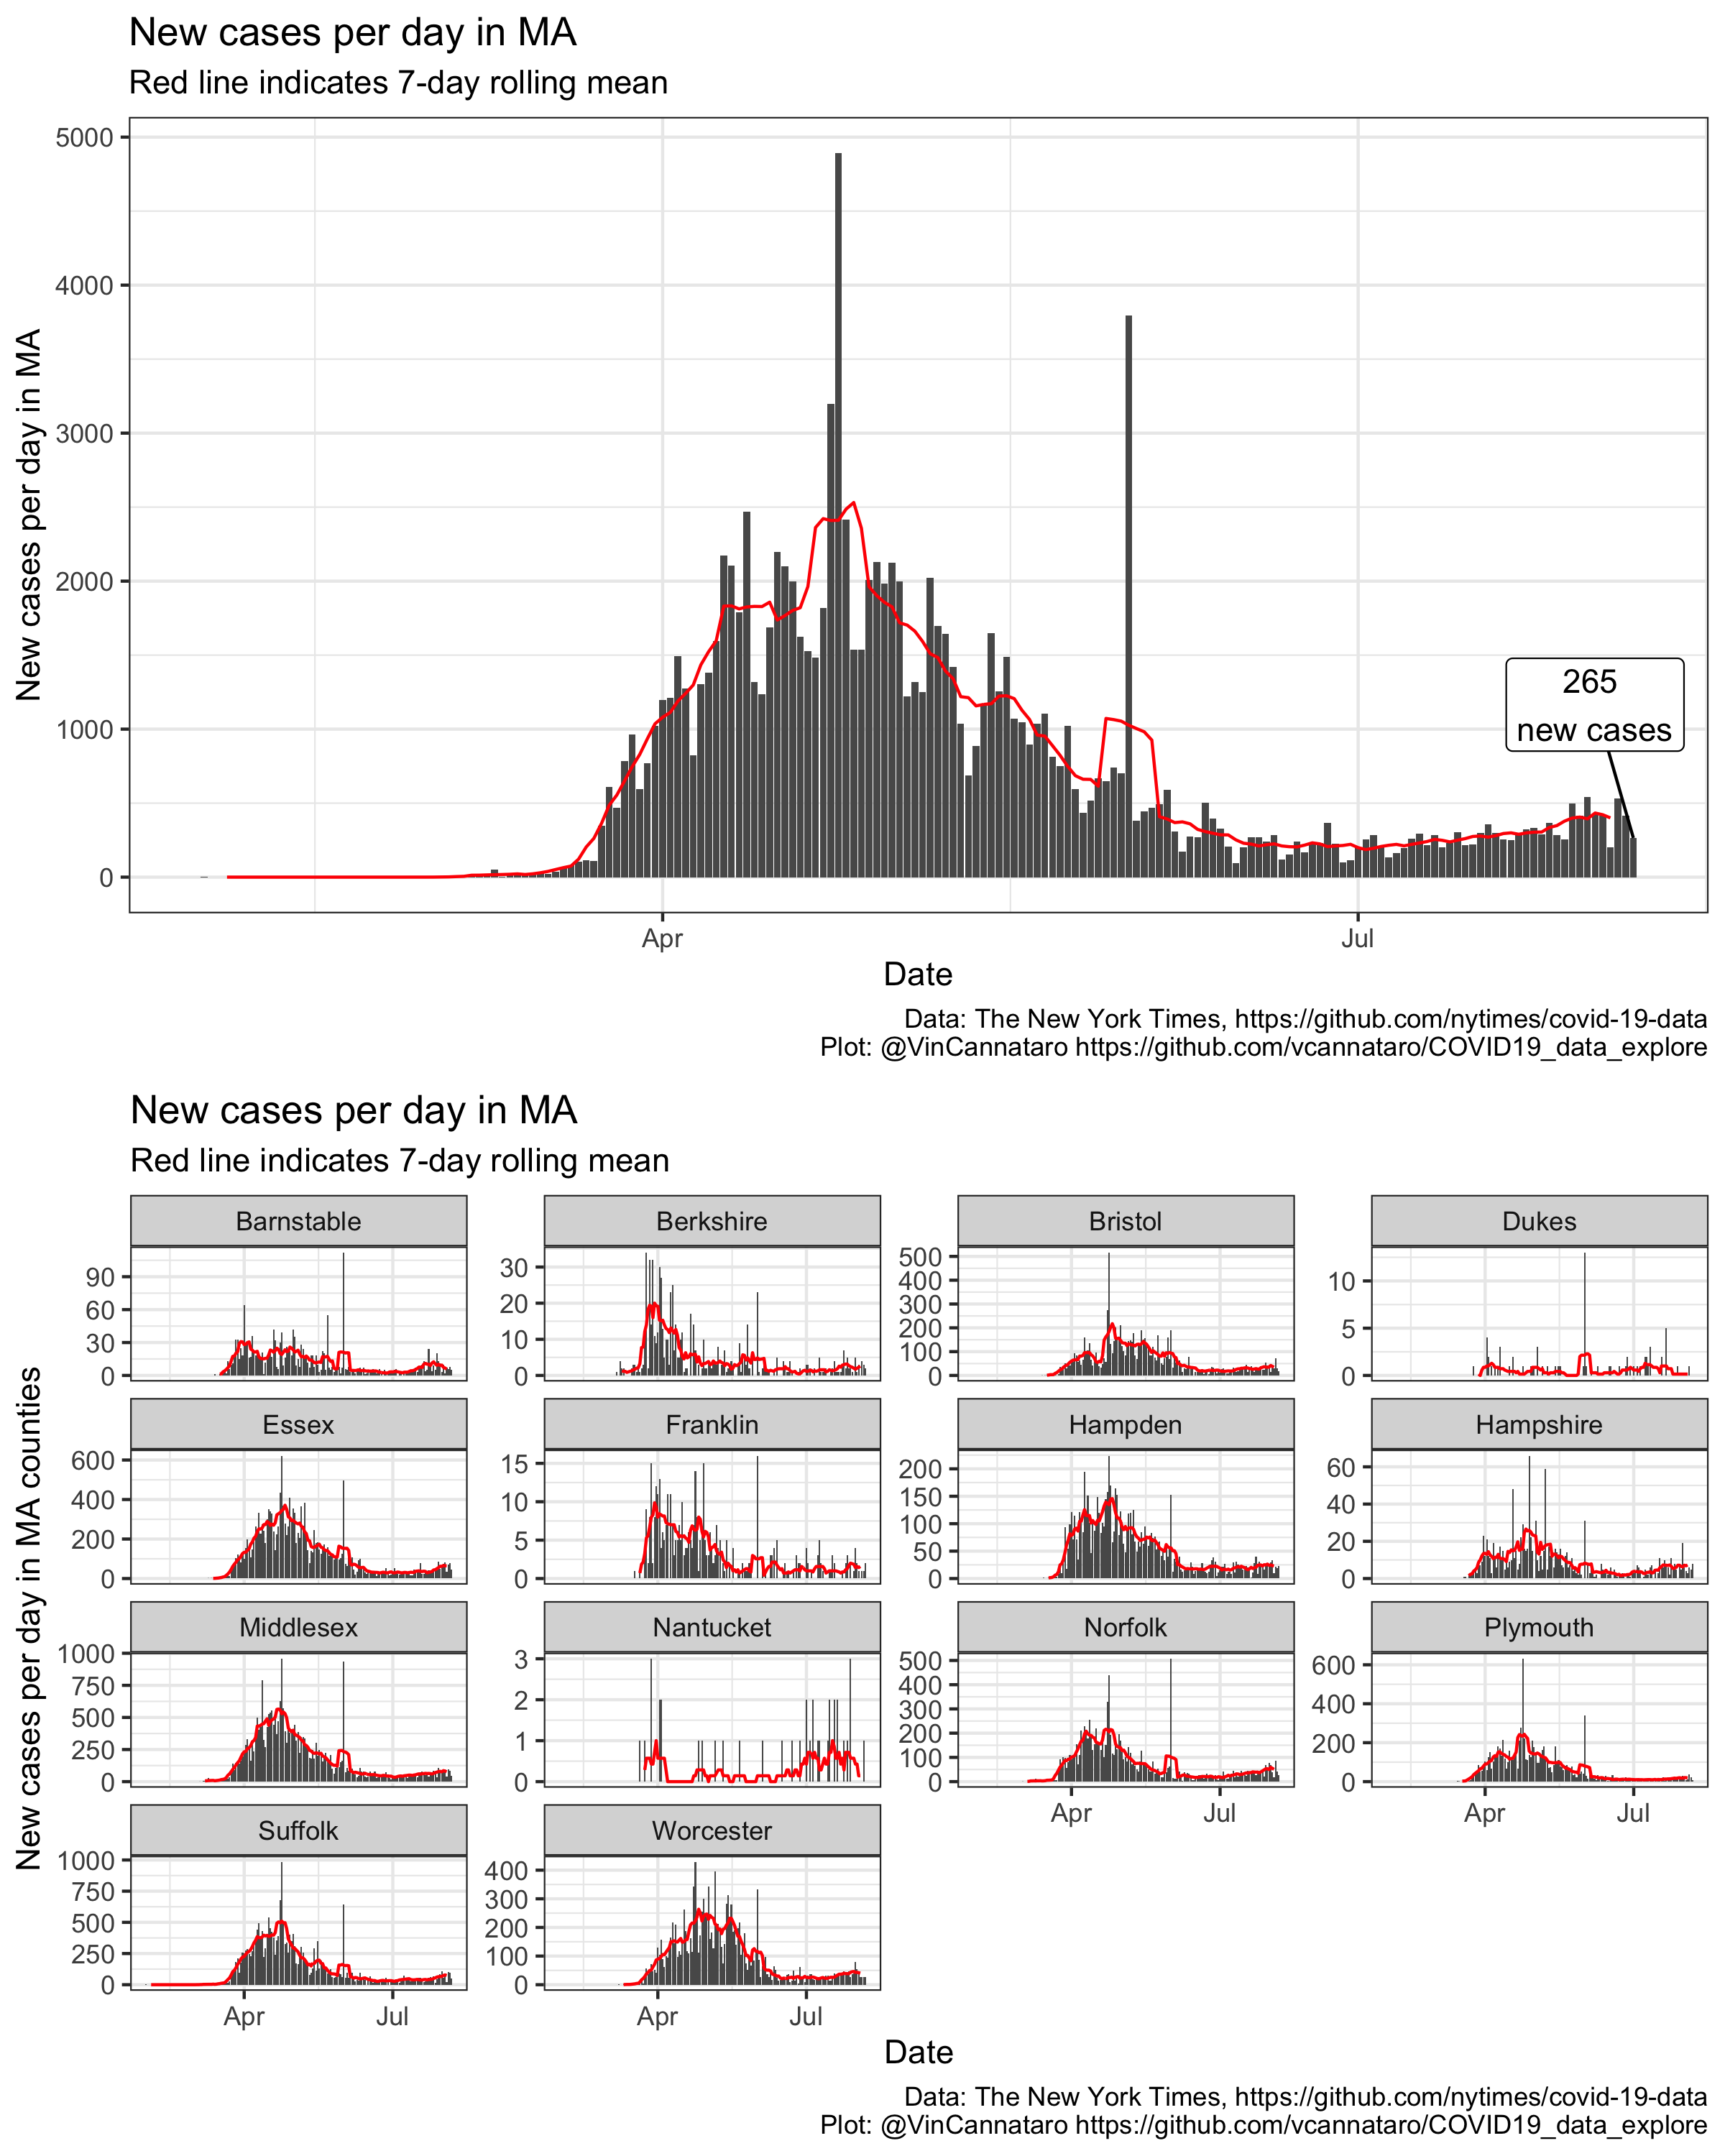 New cases per day in MA
Red line indicates 7-day rolling mean
New cases per day in MA
5000
4000
3000
2000
1000
0
265
new cases
Apr
Jul
Date
Data: The New York Times, https://github.com/nytimes/covid-19-data
Plot: @VinCannataro https://github.com/vcannataro/COVID19_data_explore
New cases per day in MA
Red line indicates 7-day rolling mean
New cases per day in MA counties
Barnstable
90
60
30
0
Berkshire
30
20
10
0
Bristol
500
400
300
200
100
0
Dukes
10
5
0
Essex
600
400
200
0
Franklin
15
10
5
0
Hampden
200
150
100
50
0
Hampshire
60
40
20
0
Middlesex
1000
750
500
250
0
Nantucket
3
2
1
0
Norfolk
500
400
300
200
100
0
Apr
Jul
Plymouth
600
400
200
0
Apr
Jul
Suffolk
1000
750
500
250
0
Apr
Jul
Worcester
400
300
200
100
0
Apr
Jul
Date
Data: The New York Times, https://github.com/nytimes/covid-19-data
Plot: @VinCannataro https://github.com/vcannataro/COVID19_data_explore